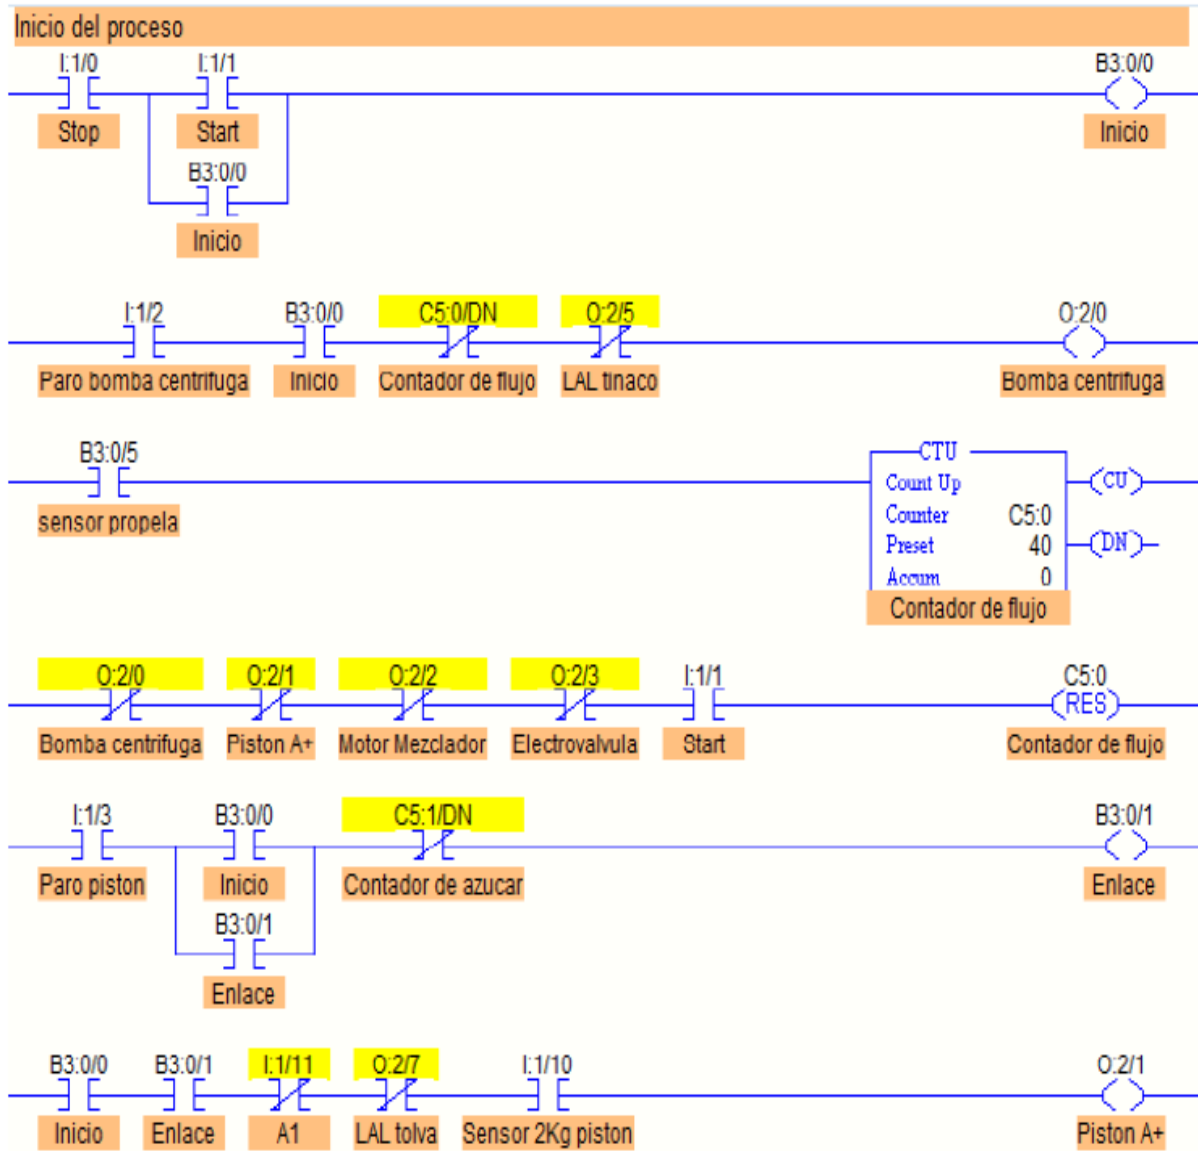 Inicio del proceso
I:1/0 I:1/1 B3:0/0
Stop Start Inicio
B3:0/0
Inicio
I:1/2 B3:0/0 C5:0/DN O:2/5 O:2/0
Paro bomba centrifuga Inicio Contador de flujo LAL tinaco Bomba centrifuga
B3:0/5
sensor propela
CTU
Count Up CU
Counter C5:0
Preset 40 DN
Accum 0
Contador de flujo
O:2/0 O:2/1 O:2/2 O:2/3 I:1/1 C5:0
RES
Bomba centrifuga Piston A+ Motor Mezclador Electrovalvula Start Contador de flujo
I:1/3 B3:0/0 C5:1/DN B3:0/1
Paro piston Inicio Contador de azucar Enlace
B3:0/1
Enlace
B3:0/0 B3:0/1 I:1/11 O:2/7 I:1/10 O:2/1
Inicio Enlace A1 LAL tolva Sensor 2Kg piston Piston A+